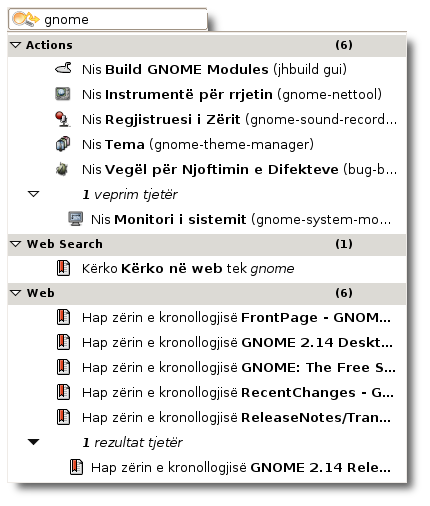 gnome
Actions (6)
Nis Build GNOME Modules (jhbuild gui)
Nis Instrumentë për rrjetin (gnome-nettool)
Nis Regjistruesi i Zërit (gnome-sound-record...
Nis Tema (gnome-theme-manager)
Nis Vegël për Njoftimin e Difekteve (bug-b...
1 veprim tjetër
Nis Monitori i sistemit (gnome-system-mo...
Web Search (1)
Kërko Kërko në web tek gnome
Web (6)
Hap zërin e kronollogjisë FrontPage - GNOM...
Hap zërin e kronollogjisë GNOME 2.14 Deskt...
Hap zërin e kronollogjisë GNOME: The Free S...
Hap zërin e kronollogjisë RecentChanges - G...
Hap zërin e kronollogjisë ReleaseNotes/Tran...
1 rezultat tjetër
Hap zërin e kronollogjisë GNOME 2.14 Rele...